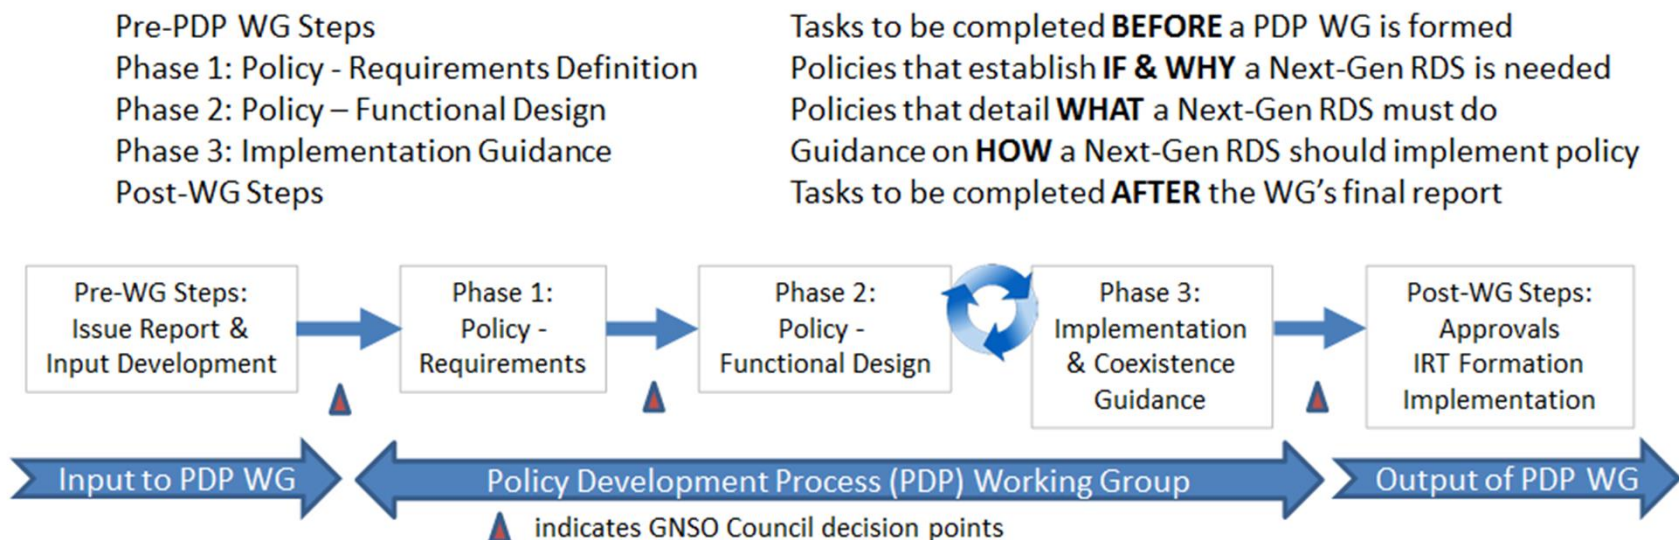 Pre-PDP WG Steps
Tasks to be completed BEFORE a PDP WG is formed
Phase 1: Policy - Requirements Definition
Policies that establish IF & WHY a Next-Gen RDS is needed
Phase 2: Policy – Functional Design
Policies that detail WHAT a Next-Gen RDS must do
Phase 3: Implementation Guidance
Guidance on HOW a Next-Gen RDS should implement policy
Post-WG Steps
Tasks to be completed AFTER the WG's final report
Pre-WG Steps:
Issue Report &
Input Development
Phase 1:
Policy -
Requirements
Phase 2:
Policy -
Functional Design
Phase 3:
Implementation
& Coexistence
Guidance
Post-WG Steps:
Approvals
IRT Formation
Implementation
Input to PDP WG
Policy Development Process (PDP) Working Group
Output of PDP WG
indicates GNSO Council decision points